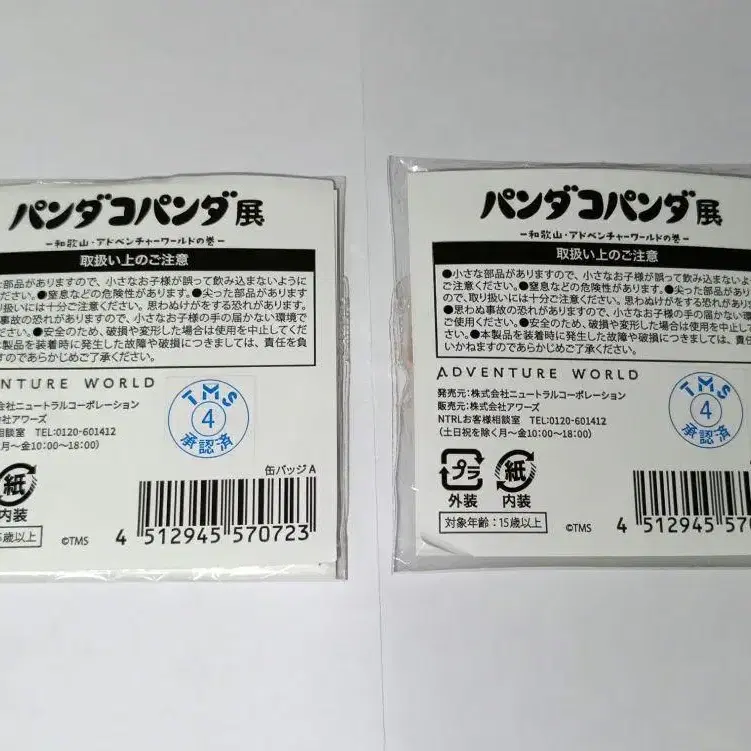 パンダコパンダ展
ー和歌山・アドベンチャーワールドの巻ー
取扱い上のご注意
な部品がありますので、小さなお子様が誤って飲み込まないように
ださい。●窒息などの危険性があります。●尖った部品があります
り扱いには十分ご注意ください。思わぬけがをする恐れがあります。
事故の恐れがありますので、小さなお子様の手の届かない環境で
ださい。●安全のため、破損や変形した場合は使用を中止してくだ
製品を装着時に発生した故障や破損につきましては、責任を負
すのであらかじめご了承ください。
NTURE WORLD
会社ニュートラルコーポレーション
会社アワーズ
相談室 TEL:0120-601412
月～金10:00～18:00)
TMS
4
承認済
缶バッジA
紙
内装
歳以上
©TMS
4 512945 570723
パンダコパンダ展
ー和歌山・アドベンチャーワールドの巻ー
取扱い上のご注意
●小さな部品がありますので、小さなお子様が誤って飲み込まないよ
ご注意ください。●窒息などの危険性があります。●尖った部品があ
ので、取り扱いには十分ご注意ください。思わぬけがをする恐れがあり
●思わぬ事故の恐れがありますので、小さなお子様の手の届かない環
ご使用ください。●安全のため、破損や変形した場合は使用を中止し
い。●本製品を装着時に発生した故障や破損につきましては、責任
いかねますのであらかじめご了承ください。
ADVENTURE WORLD
発売元：株式会社ニュートラルコーポレーション
販売元：株式会社アワーズ
NTRLお客様相談室 TEL:0120-601412
(土日祝を除く月～金10:00～18:00)
TMS
4
承認済
プラ
外装
紙
内装
対象年齢：15歳以上
©TMS
4 512945 570